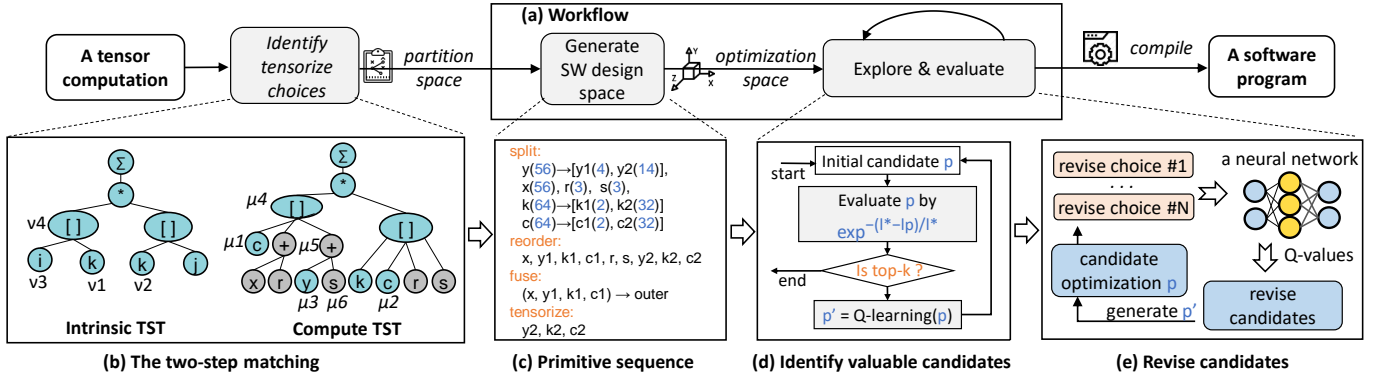 (a) Workflow
A tensor
computation
Identify
tensorize
choices
partition
space
Generate
SW design
space
Y
Z
X
optimization
space
Explore & evaluate
compile
A software
program
Σ
*
[ ]
[ ]
ν4
i
k
k
j
ν3
ν1
ν2
Intrinsic TST
Σ
*
μ4
[ ]
[ ]
μ1
c
+
μ5
+
x
r
y
s
k
c
r
s
μ3
μ6
μ2
Compute TST
(b) The two-step matching
split:
y(56)→[y1(4), y2(14)],
x(56), r(3), s(3),
k(64)→[k1(2), k2(32)]
c(64)→[c1(2), c2(32)]
reorder:
x, y1, k1, c1, r, s, y2, k2, c2
fuse:
(x, y1, k1, c1) → outer
tensorize:
y2, k2, c2
(c) Primitive sequence
Initial candidate p
start
Evaluate p by
exp−(l*−lp)/l*
Is top-k ?
end
p′ = Q-learning(p)
(d) Identify valuable candidates
revise choice #1
. . .
revise choice #N
a neural network
Q-values
candidate
optimization p
generate p′
revise
candidates
(e) Revise candidates